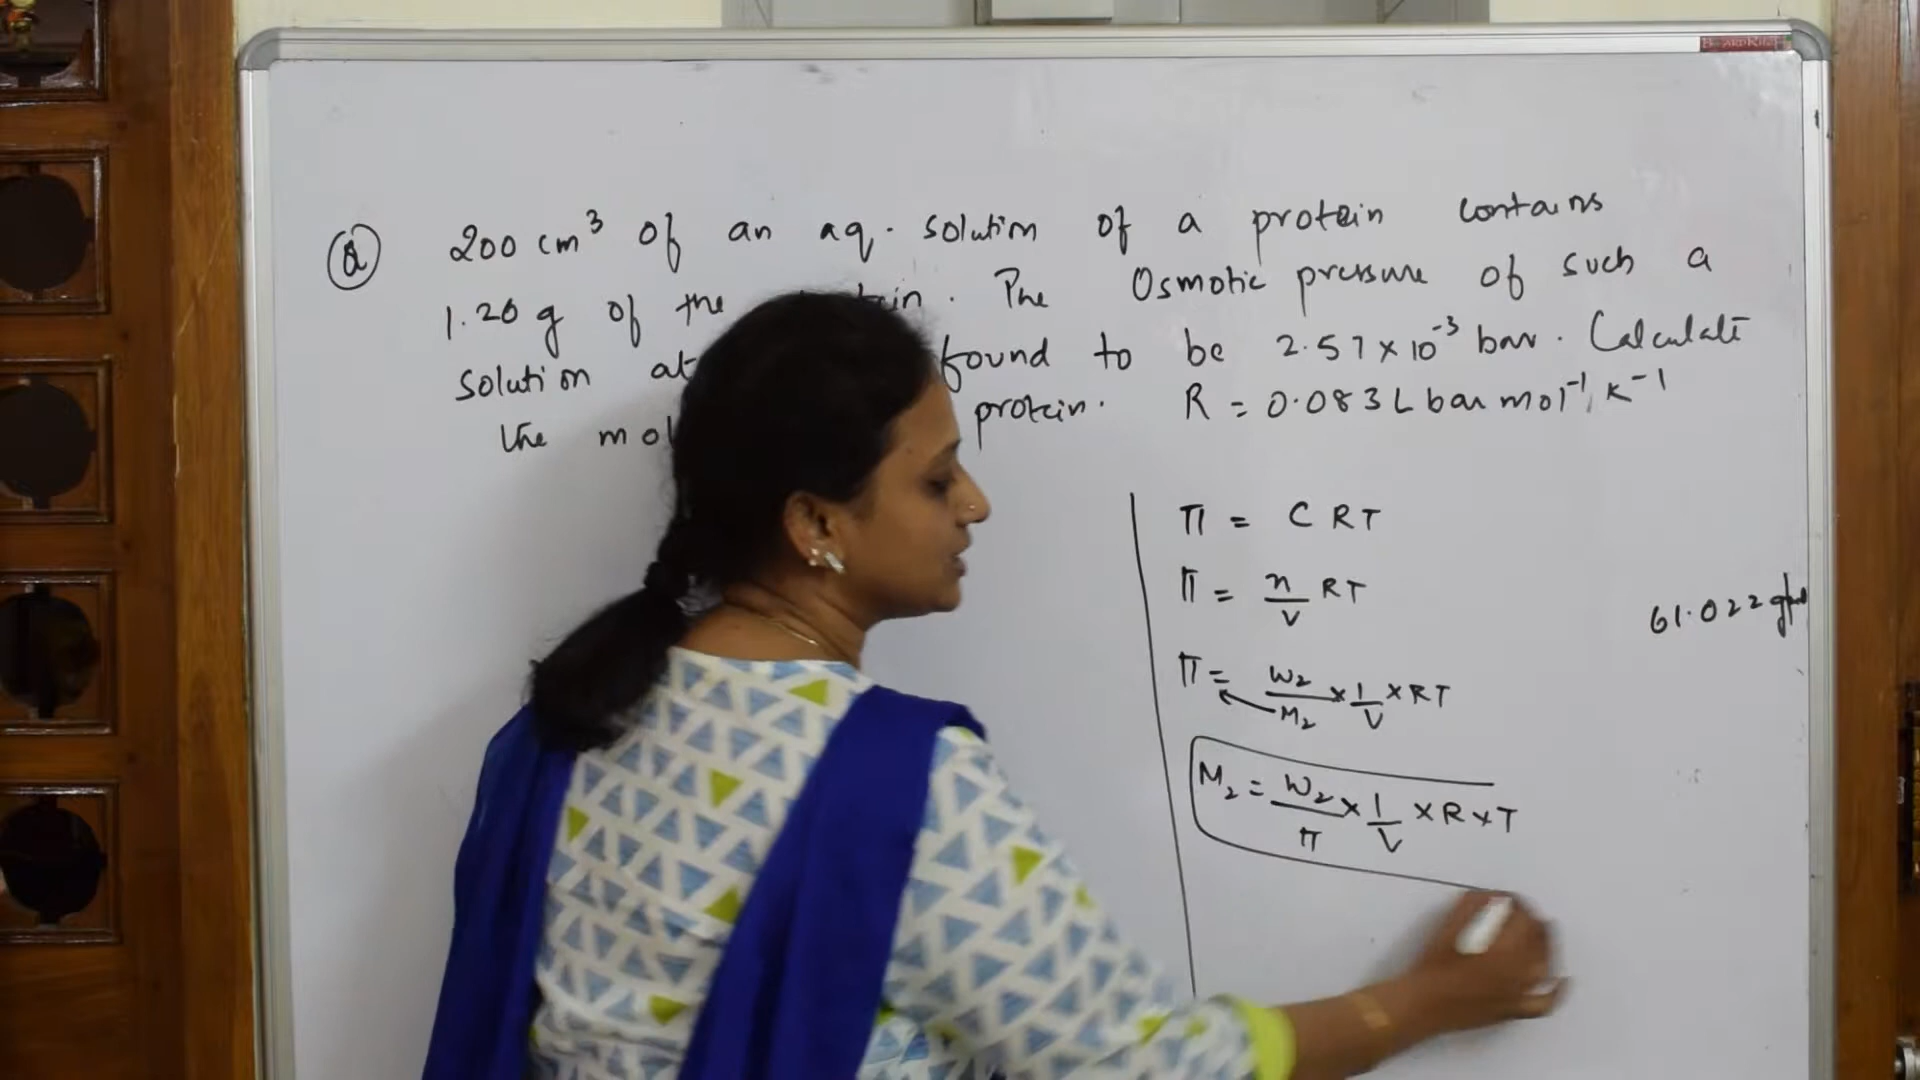 Q 200 cm³ of an aq. solution of a protein contains
1.26 g of the in. The Osmotic pressure of such a
solution at found to be 2.57 x 10⁻³ bar. Calculate
the mol protein. R = 0.083 L bar mol⁻¹ K⁻¹
π = C R T
π = n/V RT
π = W₂/M₂ x 1/V x RT
M₂ = W₂/π x 1/V x R x T
61.022 g